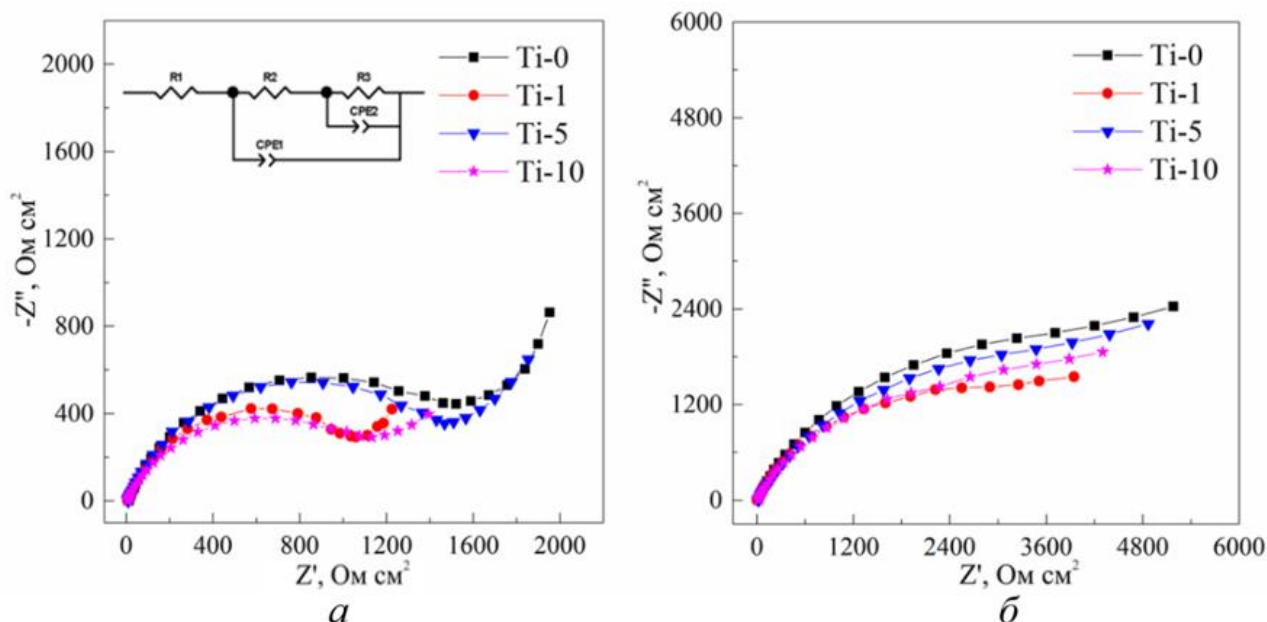 2000
1600
1200
800
400
0
-Z'', Ом см²
0 400 800 1200 1600 2000
Z', Ом см²
Ti-0
Ti-1
Ti-5
Ti-10
R1 R2 R3
CPE2
CPE1
а
6000
4800
3600
2400
1200
0
-Z'', Ом см²
0 1200 2400 3600 4800 6000
Z', Ом см²
Ti-0
Ti-1
Ti-5
Ti-10
б